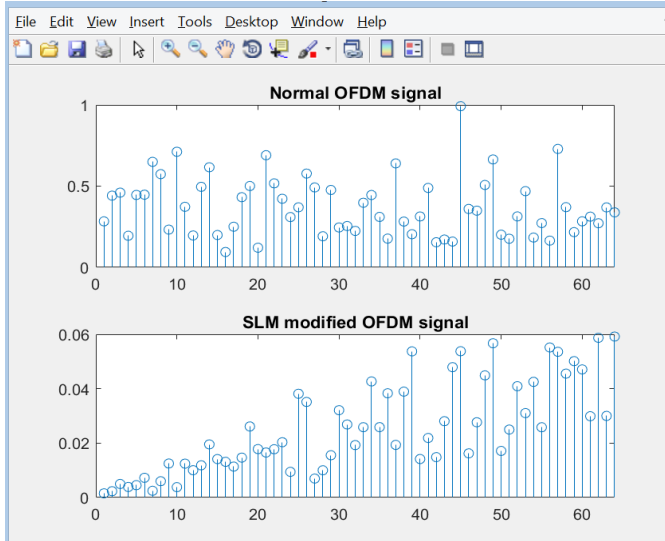 File Edit View Insert Tools Desktop Window Help
Normal OFDM signal
1
0.5
0
0 10 20 30 40 50 60
SLM modified OFDM signal
0.06
0.04
0.02
0
0 10 20 30 40 50 60